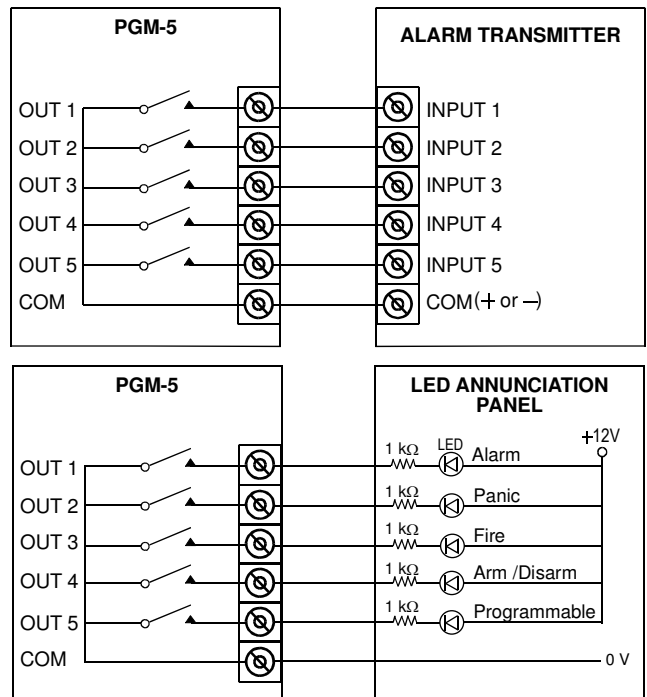 PGM-5
ALARM TRANSMITTER
OUT 1
INPUT 1
OUT 2
INPUT 2
OUT 3
INPUT 3
OUT 4
INPUT 4
OUT 5
INPUT 5
COM
COM(+ or –)
PGM-5
LED ANNUNCIATION
PANEL
+12V
OUT 1
1 kΩ
LED
Alarm
OUT 2
1 kΩ
Panic
OUT 3
1 kΩ
Fire
OUT 4
1 kΩ
Arm /Disarm
OUT 5
1 kΩ
Programmable
COM
0 V